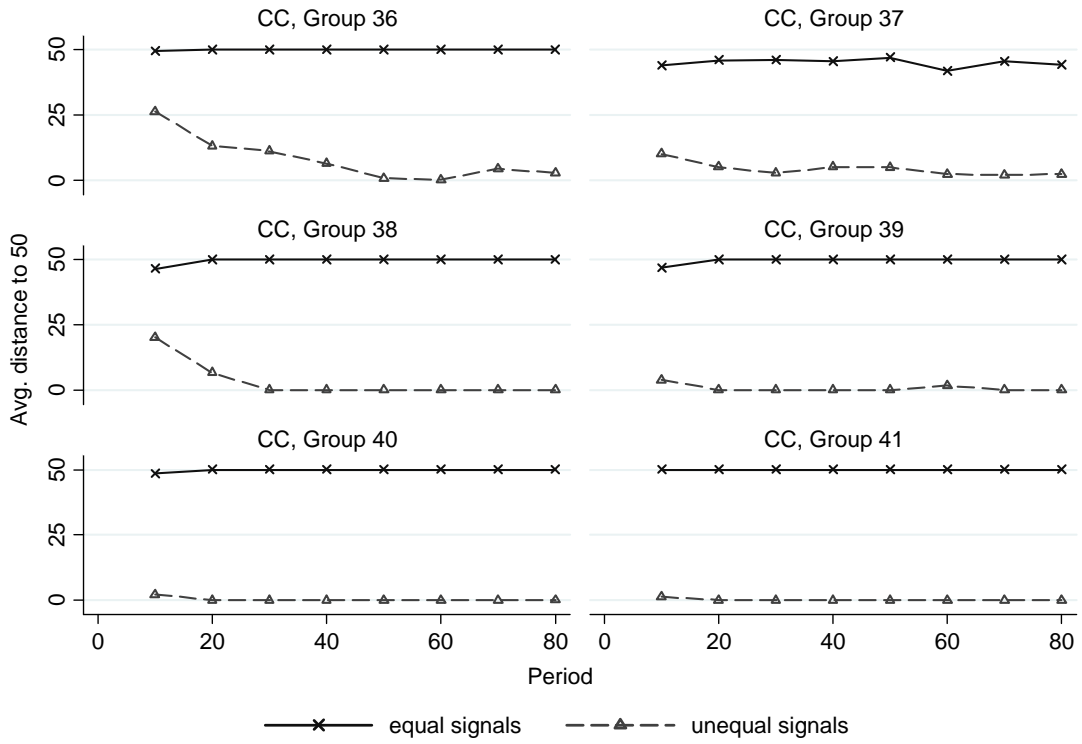 CC, Group 36
CC, Group 37
50
25
0
CC, Group 38
CC, Group 39
50
25
0
Avg. distance to 50
CC, Group 40
CC, Group 41
50
25
0
0 20 40 60 80
0 20 40 60 80
Period
equal signals
unequal signals